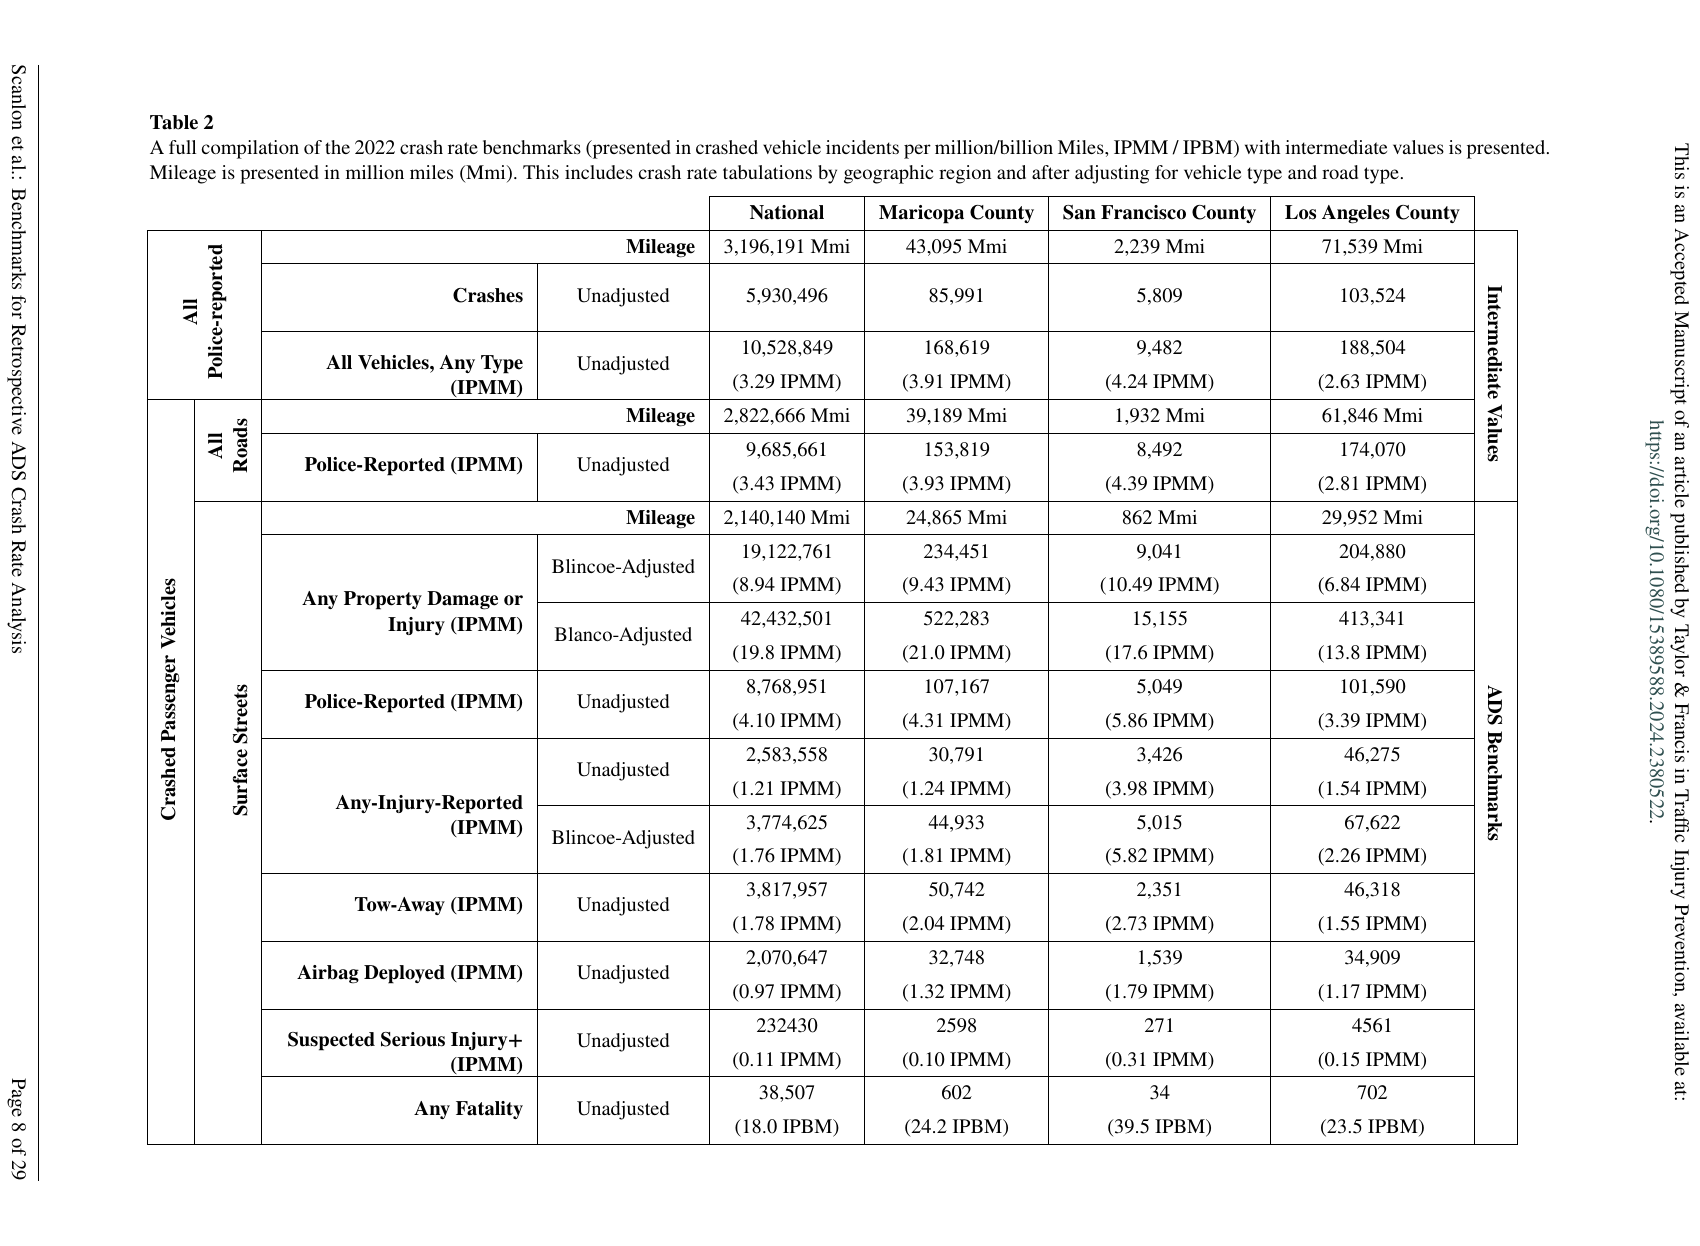 Scanlon et al.: Benchmarks for Retrospective ADS Crash Rate Analysis
Page 8 of 29
Table 2
A full compilation of the 2022 crash rate benchmarks (presented in crashed vehicle incidents per million/billion Miles, IPMM / IPBM) with intermediate values is presented.
Mileage is presented in million miles (Mmi). This includes crash rate tabulations by geographic region and after adjusting for vehicle type and road type.
National Maricopa County San Francisco County Los Angeles County
All
Police-reported
Mileage 3,196,191 Mmi 43,095 Mmi 2,239 Mmi 71,539 Mmi
Crashes Unadjusted 5,930,496 85,991 5,809 103,524
All Vehicles, Any Type
(IPMM)
Unadjusted
10,528,849 168,619 9,482 188,504
(3.29 IPMM) (3.91 IPMM) (4.24 IPMM) (2.63 IPMM)
Intermediate Values
Crashed Passenger Vehicles
All
Roads
Mileage 2,822,666 Mmi 39,189 Mmi 1,932 Mmi 61,846 Mmi
Police-Reported (IPMM) Unadjusted
9,685,661 153,819 8,492 174,070
(3.43 IPMM) (3.93 IPMM) (4.39 IPMM) (2.81 IPMM)
Surface Streets
Mileage 2,140,140 Mmi 24,865 Mmi 862 Mmi 29,952 Mmi
Any Property Damage or
Injury (IPMM)
Blincoe-Adjusted
19,122,761 234,451 9,041 204,880
(8.94 IPMM) (9.43 IPMM) (10.49 IPMM) (6.84 IPMM)
Blanco-Adjusted
42,432,501 522,283 15,155 413,341
(19.8 IPMM) (21.0 IPMM) (17.6 IPMM) (13.8 IPMM)
Police-Reported (IPMM) Unadjusted
8,768,951 107,167 5,049 101,590
(4.10 IPMM) (4.31 IPMM) (5.86 IPMM) (3.39 IPMM)
Any-Injury-Reported
(IPMM)
Unadjusted
2,583,558 30,791 3,426 46,275
(1.21 IPMM) (1.24 IPMM) (3.98 IPMM) (1.54 IPMM)
Blincoe-Adjusted
3,774,625 44,933 5,015 67,622
(1.76 IPMM) (1.81 IPMM) (5.82 IPMM) (2.26 IPMM)
Tow-Away (IPMM) Unadjusted
3,817,957 50,742 2,351 46,318
(1.78 IPMM) (2.04 IPMM) (2.73 IPMM) (1.55 IPMM)
Airbag Deployed (IPMM) Unadjusted
2,070,647 32,748 1,539 34,909
(0.97 IPMM) (1.32 IPMM) (1.79 IPMM) (1.17 IPMM)
Suspected Serious Injury+
(IPMM)
Unadjusted
232430 2598 271 4561
(0.11 IPMM) (0.10 IPMM) (0.31 IPMM) (0.15 IPMM)
Any Fatality Unadjusted
38,507 602 34 702
(18.0 IPBM) (24.2 IPBM) (39.5 IPBM) (23.5 IPBM)
ADS Benchmarks
This is an Accepted Manuscript of an article published by Taylor & Francis in Traffic Injury Prevention, available at:
https://doi.org/10.1080/15389588.2024.2380522.